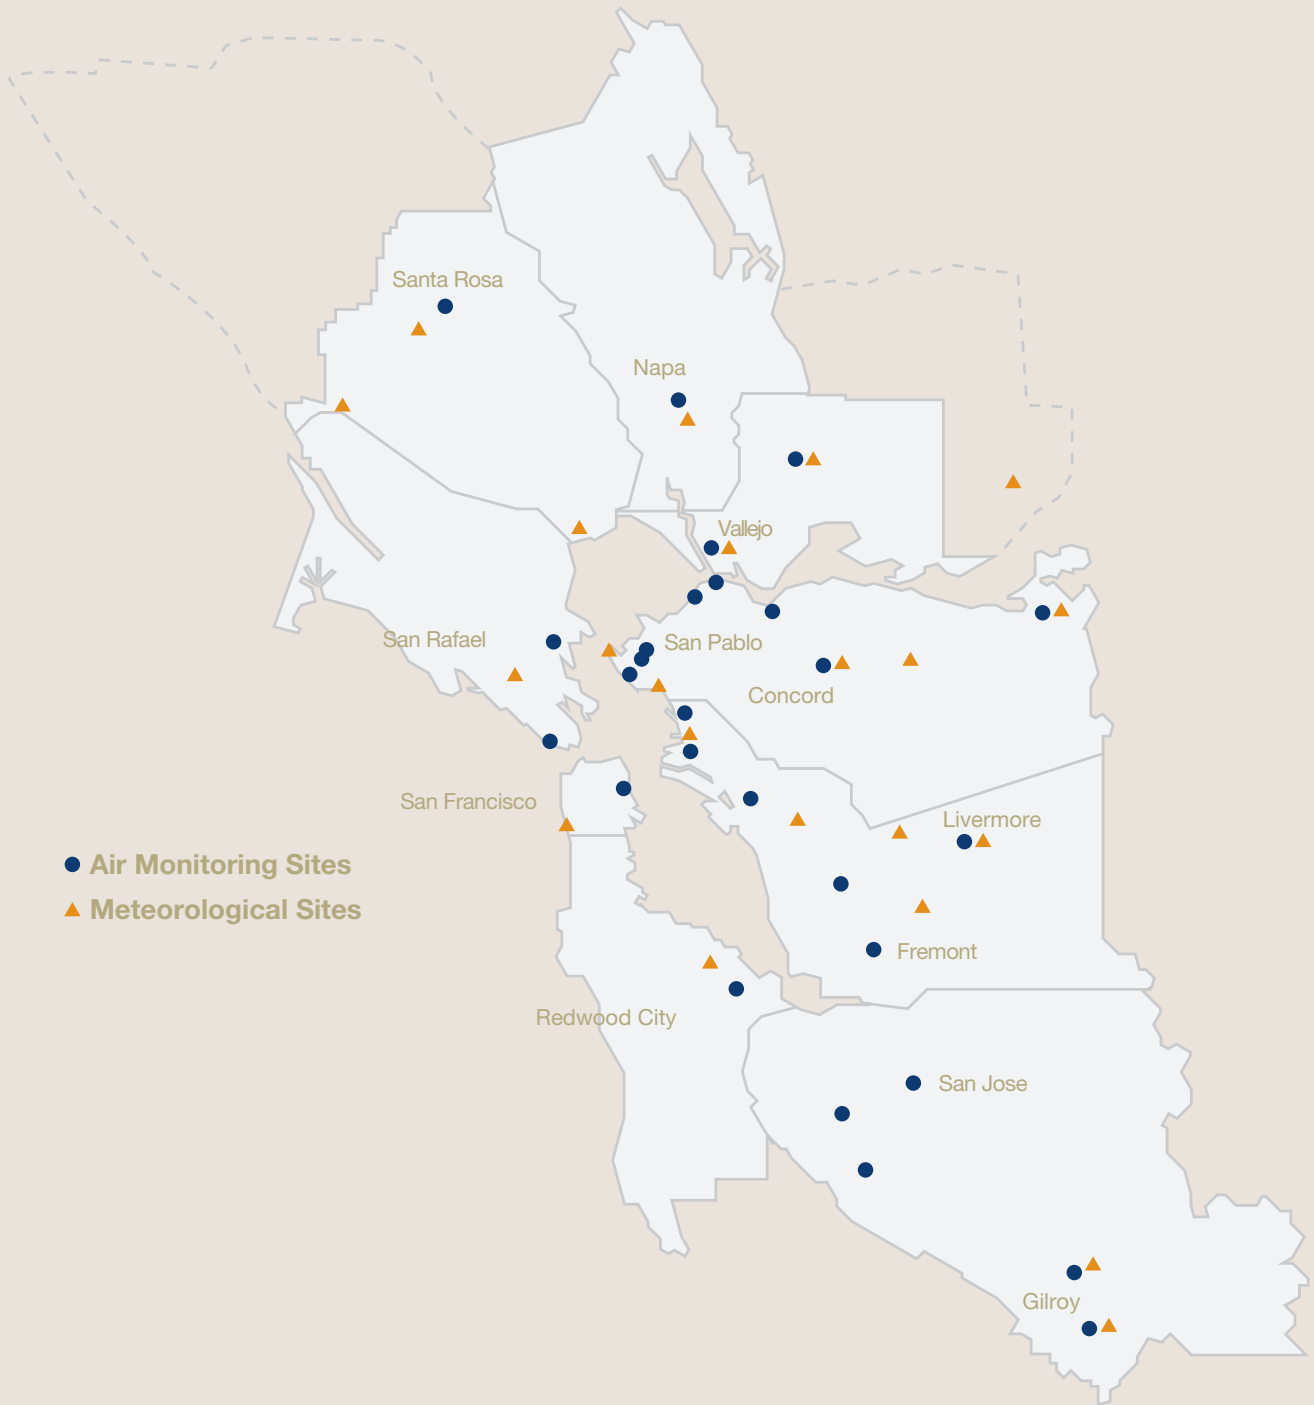 Santa Rosa
Napa
Vallejo
San Rafael
San Pablo
Concord
San Francisco
Livermore
Air Monitoring Sites
Meteorological Sites
Fremont
Redwood City
San Jose
Gilroy